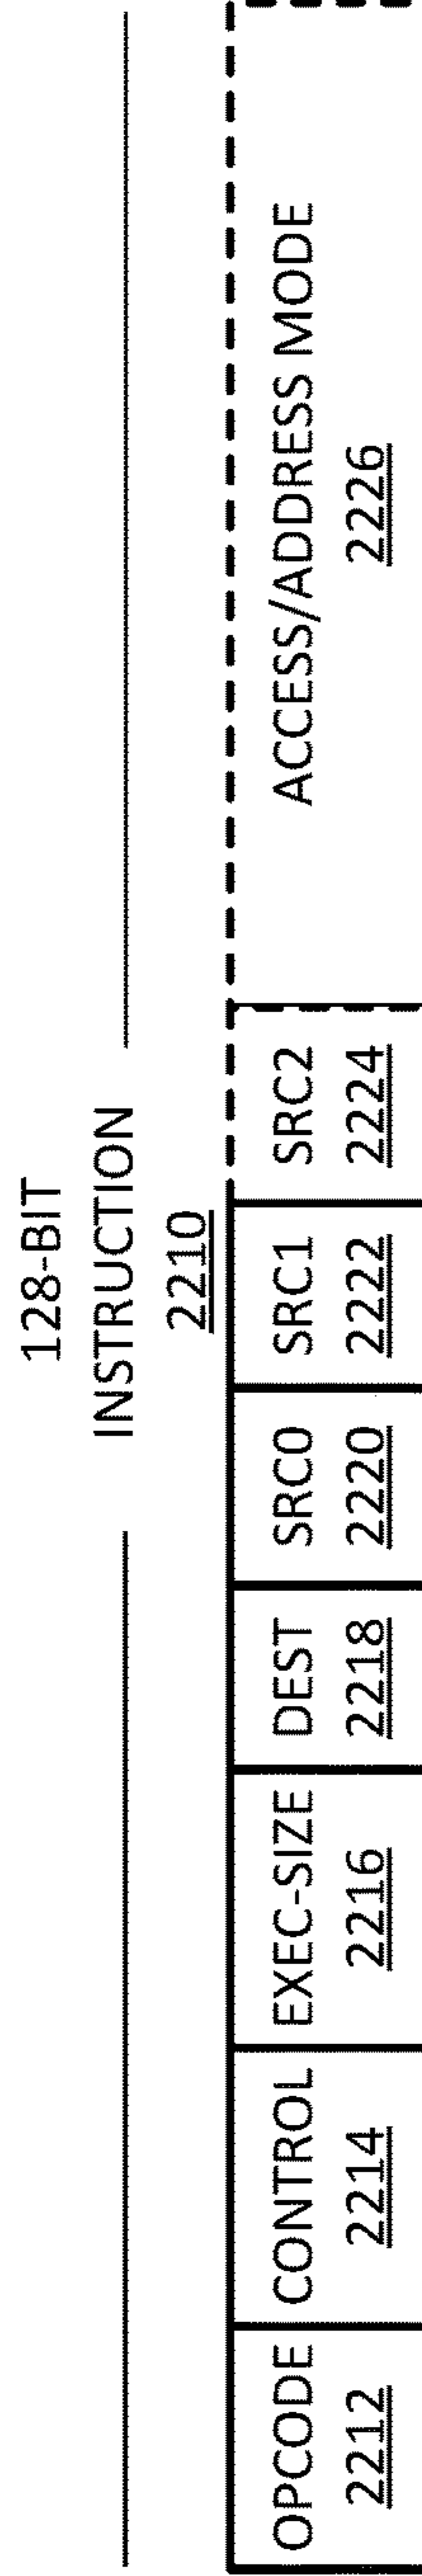 128-BIT
INSTRUCTION
2210
OPCODE
2212
CONTROL
2214
EXEC-SIZE
2216
DEST
2218
SRC0
2220
SRC1
2222
SRC2
2224
ACCESS/ADDRESS MODE
2226